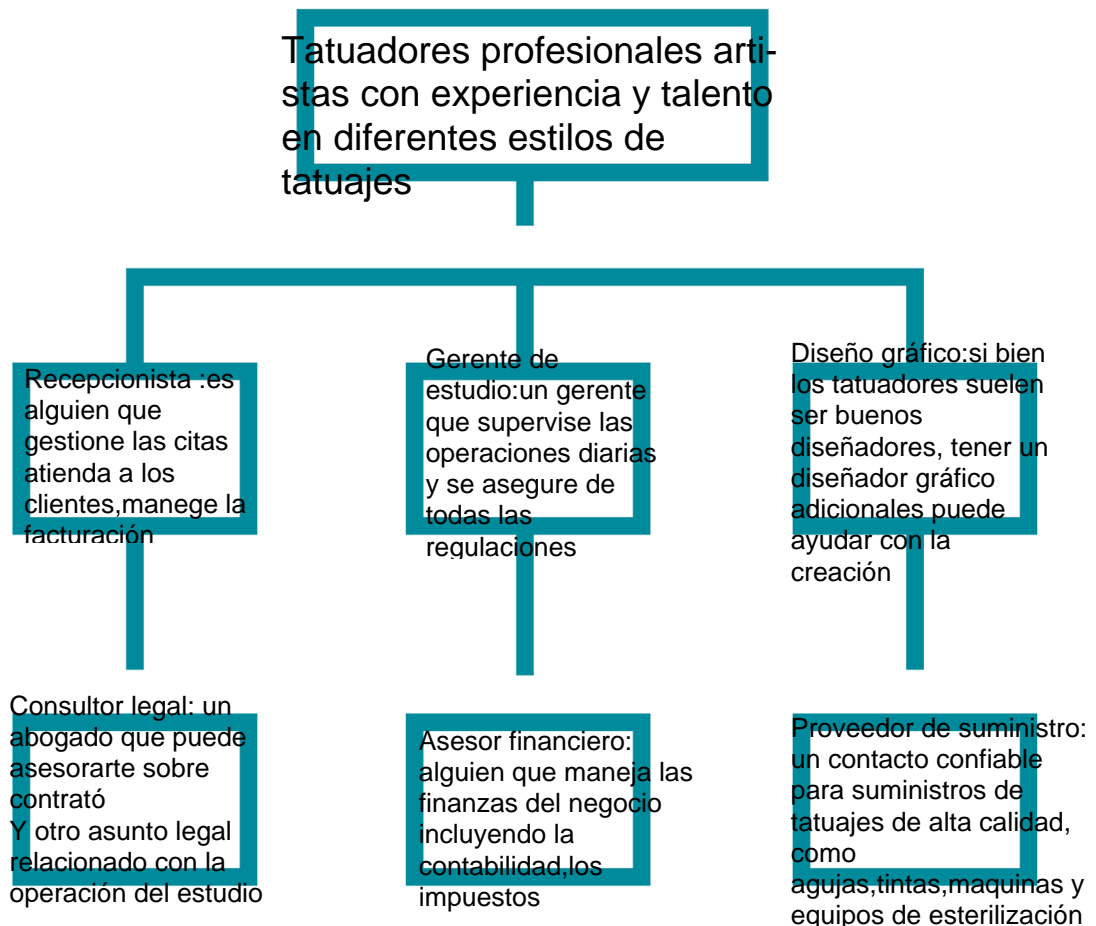 Tatuadores profesionales arti-
stas con experiencia y talento
en diferentes estilos de
tatuajes
Recepcionista :es
alguien que
gestione las citas
atienda a los
clientes,manege la
facturación
Gerente de
estudio:un gerente
que supervise las
operaciones diarias
y se asegure de
todas las
regulaciones
Diseño gráfico:si bien
los tatuadores suelen
ser buenos
diseñadores, tener un
diseñador gráfico
adicionales puede
ayudar con la
creación
Consultor legal: un
abogado que puede
asesorarte sobre
contrató
Y otro asunto legal
relacionado con la
operación del estudio
Asesor financiero:
alguien que maneja las
finanzas del negocio
incluyendo la
contabilidad,los
impuestos
Proveedor de suministro:
un contacto confiable
para suministros de
tatuajes de alta calidad,
como
agujas,tintas,maquinas y
equipos de esterilización